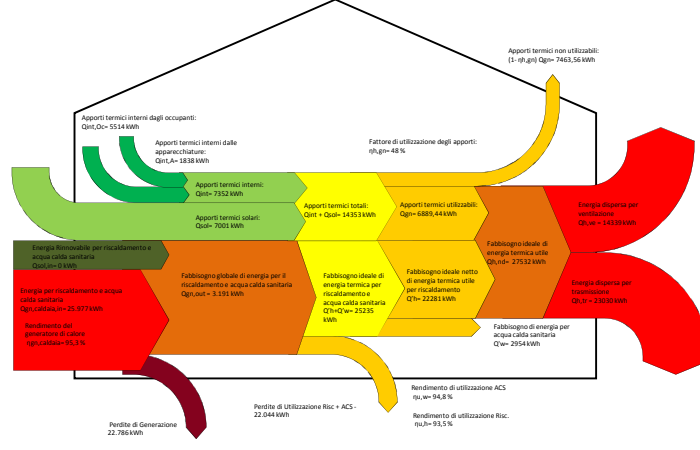 Apporti termici non utilizzabili:
(1- ηh,gn) Qgn= 7463,56 kWh
Apporti termici interni dagli occupanti:
Qint,Oc= 5514 kWh
Apporti termici interni dalle
apparecchiature:
Qint,A= 1838 kWh
Fattore di utilizzazione degli apporti:
ηh,gn= 48 %
Apporti termici interni:
Qint= 7352 kWh
Apporti termici solari:
Qsol= 7001 kWh
Apporti termici totali:
Qint + Qsol= 14353 kWh
Apporti termici utilizzabili:
Qgn= 6889,44 kWh
Energia dispersa per
ventilazione
Qh,ve = 14339 kWh
Fabbisogno ideale di
energia termica utile
Qh,nd= 27532 kWh
Energia Rinnovabile per riscaldamento e
acqua calda sanitaria
Qsol,in= 0 kWh
Energia per riscaldamento e acqua
calda sanitaria
Qgn,caldaia,in= 25.977 kWh
Rendimento del
generatore di calore
ηgn,caldaia= 95,3 %
Fabbisogno globale di energia per il
riscaldamento e acqua calda sanitaria
Qgn,out = 3.191 kWh
Fabbisogno ideale di
energia termica per
riscaldamento e
acqua calda sanitaria
Q'h+Q'w= 25235
kWh
Fabbisogno ideale netto
di energia termica utile
per riscaldamento
Q'h= 22281 kWh
Energia dispersa per
trasmissione
Qh,tr = 23030 kWh
Fabbisogno di energia per
acqua calda sanitaria
Q'w= 2954 kWh
Rendimento di utilizzazione ACS
ηu,w= 94,8 %
Rendimento di utilizzazione Risc.
ηu,h= 93,5 %
Perdite di Utilizzazione Risc + ACS -
22.044 kWh
Perdite di Generazione
22.786 kWh